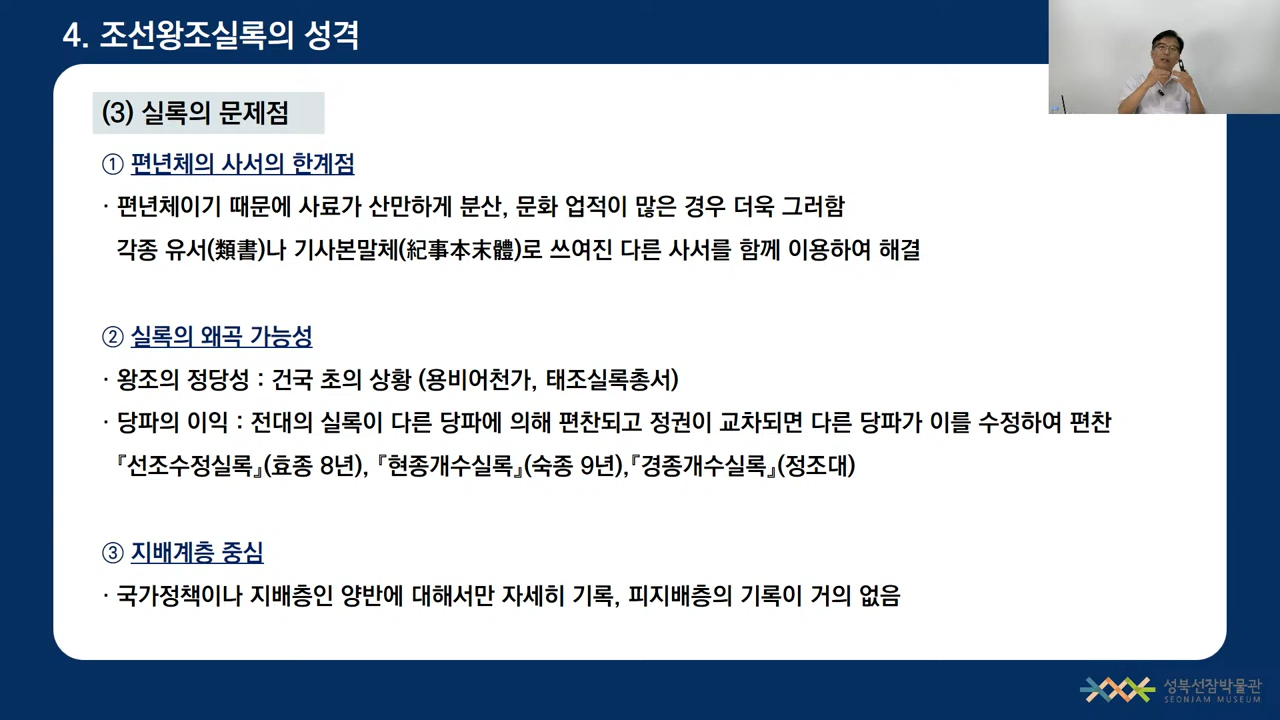 4. 조선왕조실록의 성격
(3) 실록의 문제점
① 편년체의 사서의 한계점
· 편년체이기 때문에 사료가 산만하게 분산, 문화 업적이 많은 경우 더욱 그러함
각종 유서(類書)나 기사본말체(紀事本末體)로 쓰여진 다른 사서를 함께 이용하여 해결
② 실록의 왜곡 가능성
· 왕조의 정당성 : 건국 초의 상황 (용비어천가, 태조실록총서)
· 당파의 이익 : 전대의 실록이 다른 당파에 의해 편찬되고 정권이 교차되면 다른 당파가 이를 수정하여 편찬
『선조수정실록』(효종 8년), 『현종개수실록』(숙종 9년),『경종개수실록』(정조대)
③ 지배계층 중심
· 국가정책이나 지배층인 양반에 대해서만 자세히 기록, 피지배층의 기록이 거의 없음
성북선잠박물관
SEONJAM MUSEUM